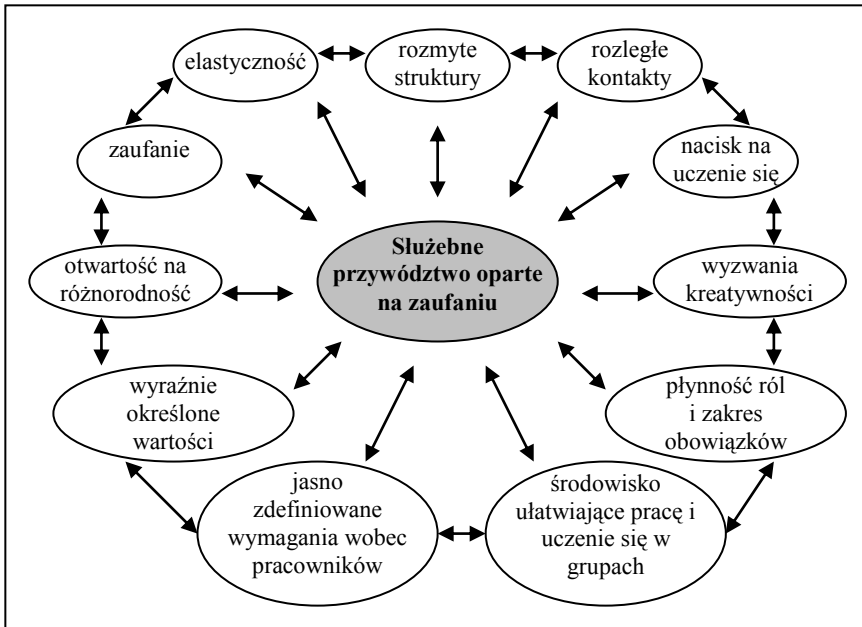 elastyczność
rozmyte
struktury
rozległe
kontakty
zaufanie
nacisk na
uczenie się
Służebne
przywództwo oparte
na zaufaniu
otwartość na
różnorodność
wyzwania
kreatywności
wyraźnie
określone
wartości
płynność ról
i zakres
obowiązków
jasno
zdefiniowane
wymagania wobec
pracowników
środowisko
ułatwiające pracę i
uczenie się w
grupach